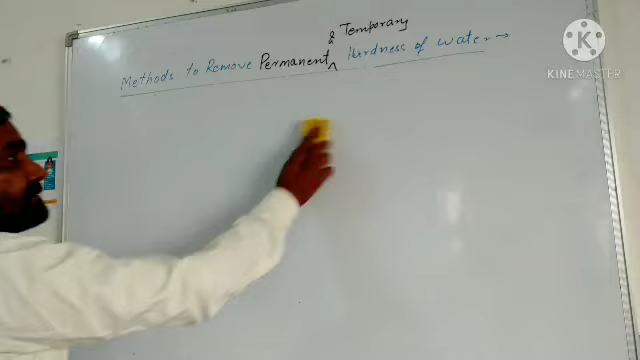 & Temporary
Methods to Remove Permanent ^ Hardness of water →
KINEMASTER